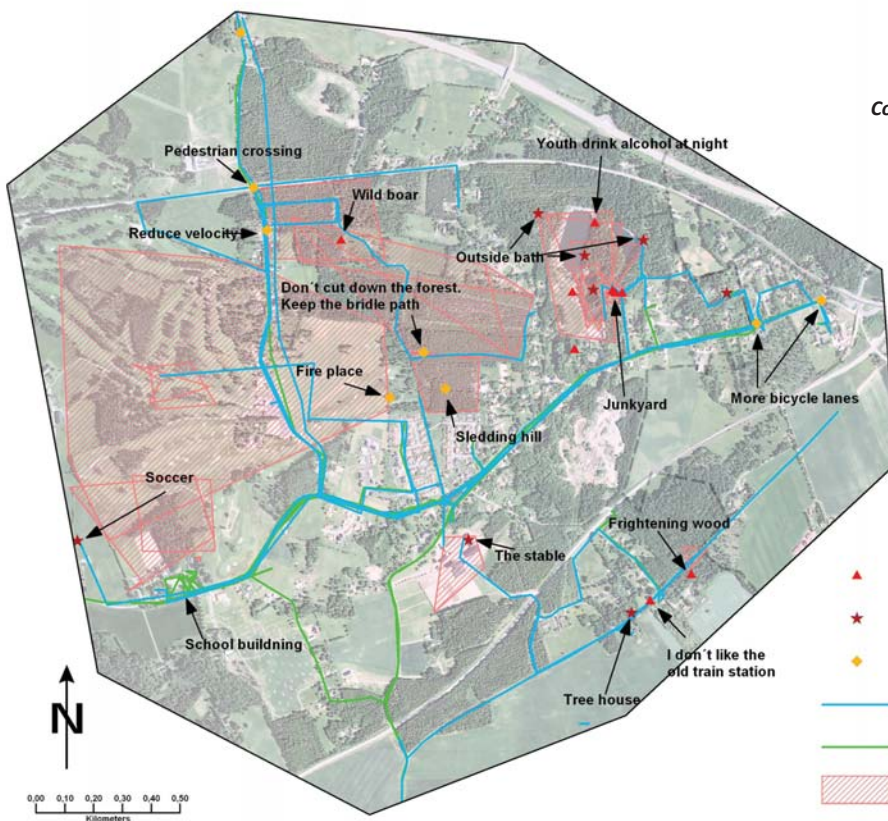 Co
Youth drink alcohol at night
Pedestrian crossing
Wild boar
Reduce velocity
Outside bath
Don´t cut down the forest.
Keep the bridle path
Fire place
Junkyard
More bicycle lanes
Sledding hill
Soccer
Frightening wood
The stable
School buildning
I don´t like the
old train station
Tree house
N
0,00 0,10 0,20 0,30 0,40 0,50
Kilometers